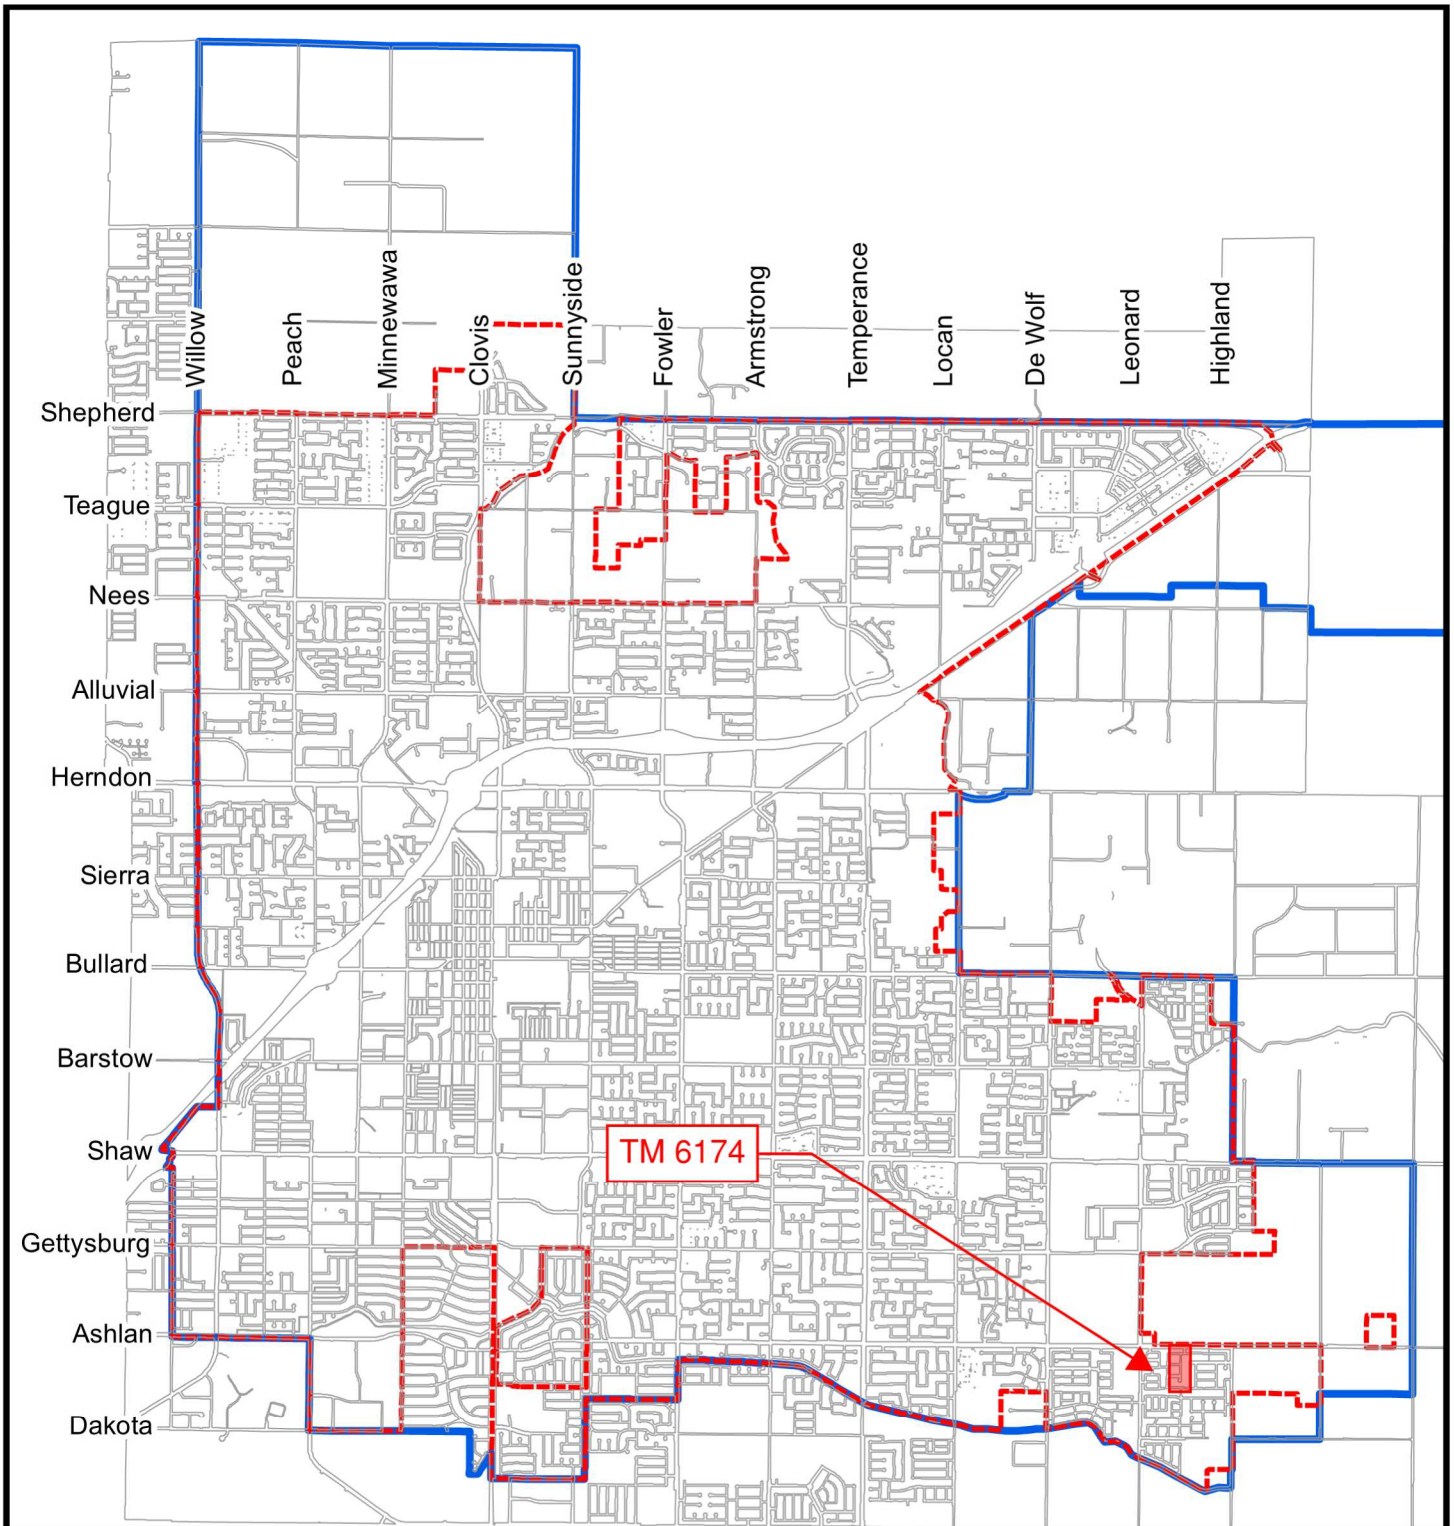 Willow
Peach
Minnewawa
Clovis
Sunnyside
Fowler
Armstrong
Temperance
Locan
De Wolf
Leonard
Highland
Shepherd
Teague
Nees
Alluvial
Herndon
Sierra
Bullard
Barstow
Shaw
TM 6174
Gettysburg
Ashlan
Dakota